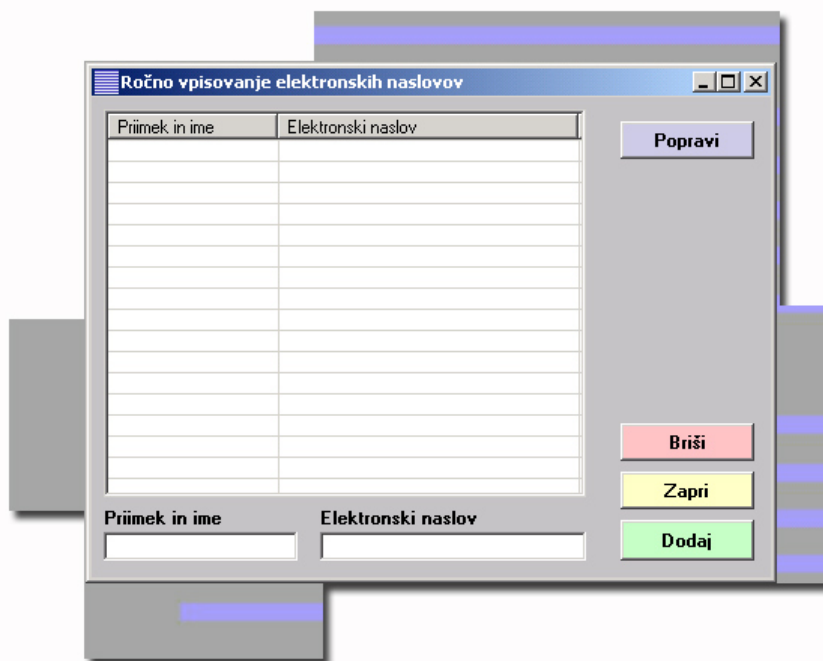 Ročno vpisovanje elektronskih naslovov
Priimek in ime Elektronski naslov
Popravi
Briši
Zapri
Priimek in ime Elektronski naslov
Dodaj